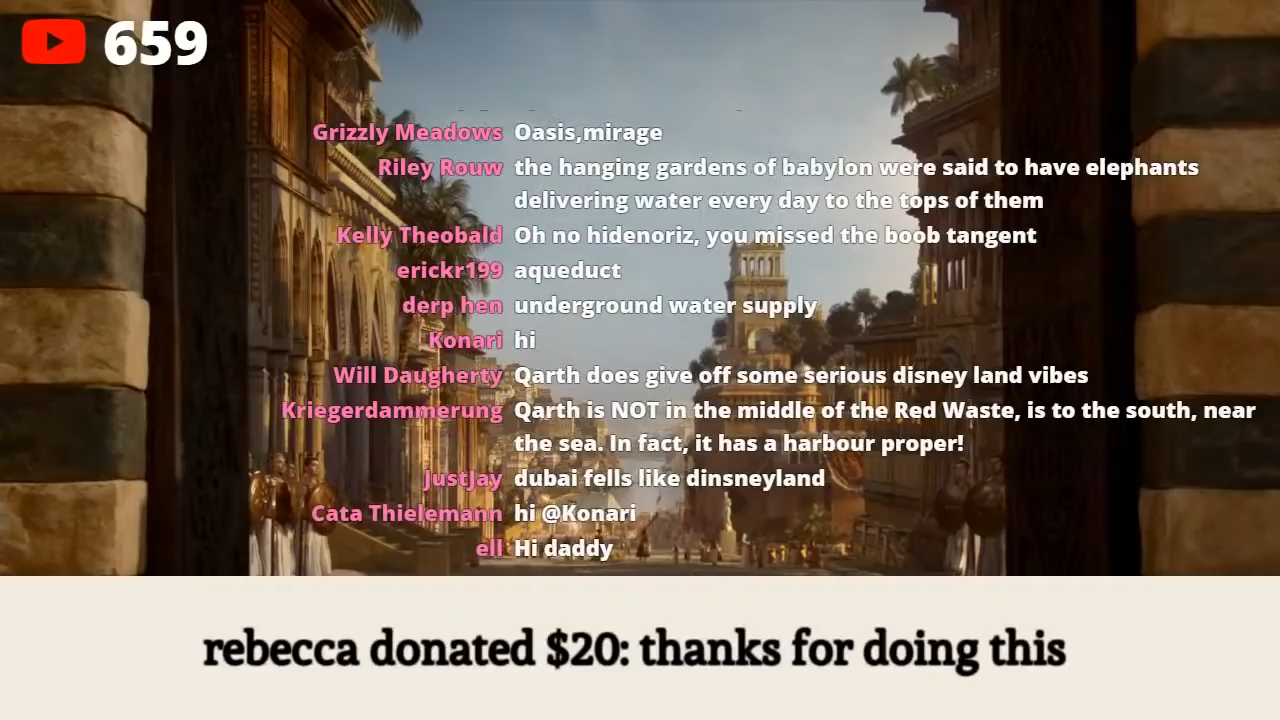 659
Grizzly Meadows Oasis,mirage
Riley Rouw the hanging gardens of babylon were said to have elephants
delivering water every day to the tops of them
Kelly Theobald Oh no hidenoriz, you missed the boob tangent
erickr199 aqueduct
derp hen underground water supply
Konari hi
Will Daugherty Qarth does give off some serious disney land vibes
Kriegerdammerung Qarth is NOT in the middle of the Red Waste, is to the south, near
the sea. In fact, it has a harbour proper!
JustJay dubai fells like dinsneyland
Cata Thielemann hi @Konari
ell Hi daddy
rebecca donated $20: thanks for doing this